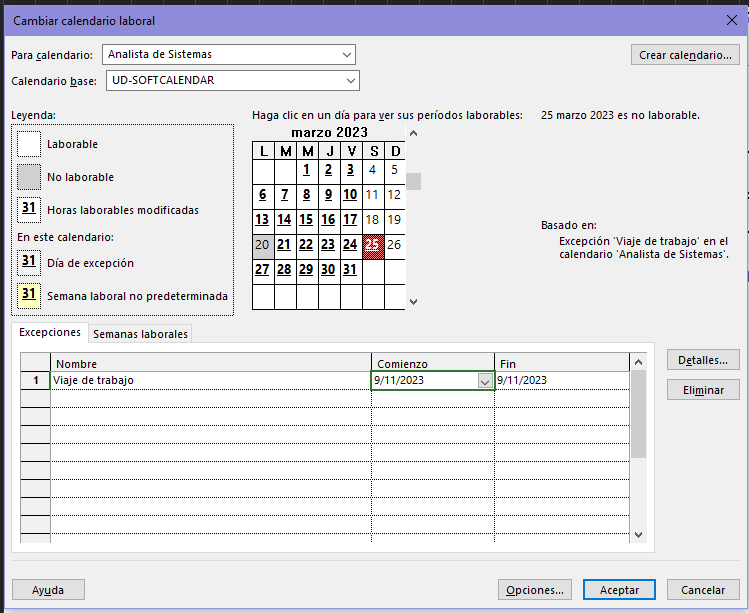 Cambiar calendario laboral
Para calendario: Analista de Sistemas
Crear calendario...
Calendario base: UD-SOFTCALENDAR
Leyenda:
Haga clic en un día para ver sus períodos laborables:
25 marzo 2023 es no laborable.
marzo 2023
L M M J V S D
1 2 3 4 5
6 7 8 9 10 11 12
13 14 15 16 17 18 19
20 21 22 23 24 25 26
27 28 29 30 31
Laborable
No laborable
31 Horas laborables modificadas
En este calendario:
31 Día de excepción
31 Semana laboral no predeterminada
Basado en:
Excepción 'Viaje de trabajo' en el
calendario 'Analista de Sistemas'.
Excepciones Semanas laborales
Nombre Comienzo Fin
1 Viaje de trabajo 9/11/2023 9/11/2023
Detalles...
Eliminar
Ayuda Opciones... Aceptar Cancelar